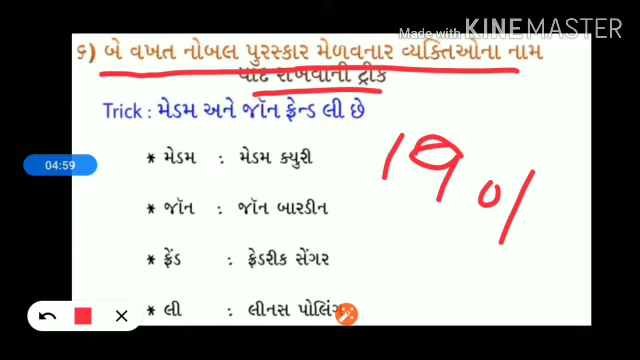 Made with KINEMASTER
૬) બે વખત નોબલ પુરસ્કાર મેળવનાર વ્યક્તિઓના નામ
યાદ રાખવાની ટ્રીક
Trick : મેડમ અને જૉન ફ્રેન્ડ લી છે
* મેડમ : મેડમ ક્યુરી
04:59
* જૉન : જૉન બારડીન
* ફ્રેંડ : ફ્રેડરીક સેંગર
* લી : લીનસ પોલિંગ